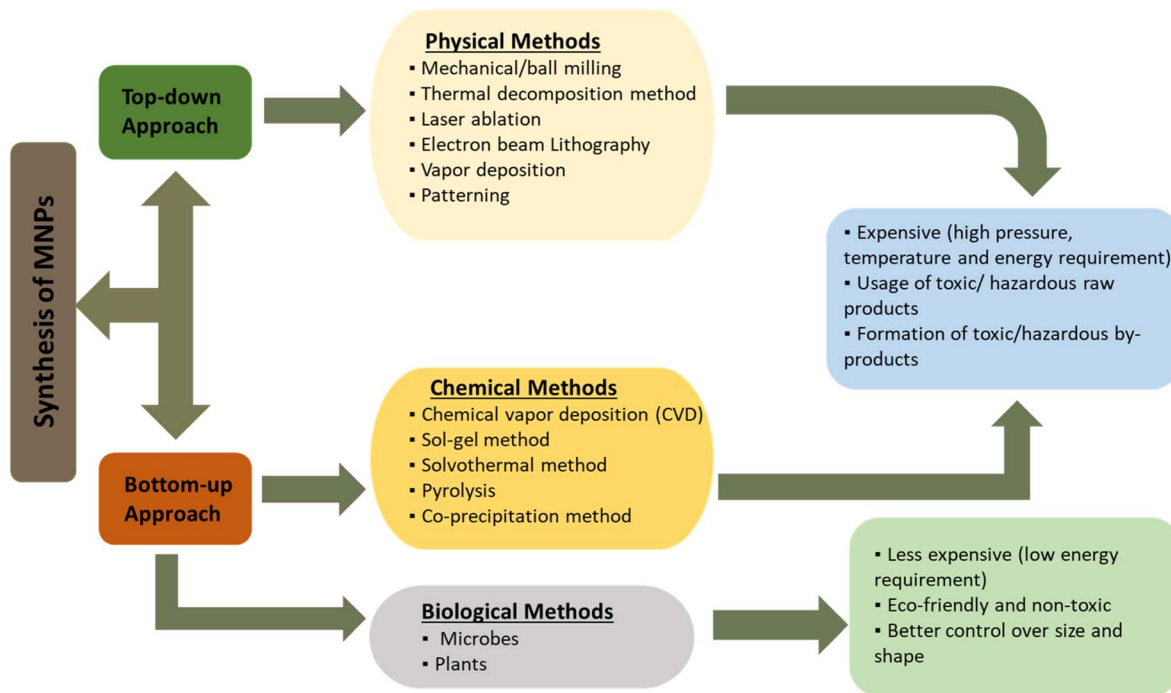 Synthesis of MNPs
Top-down
Approach
Physical Methods
▪ Mechanical/ball milling
▪ Thermal decomposition method
▪ Laser ablation
▪ Electron beam Lithography
▪ Vapor deposition
▪ Patterning
▪ Expensive (high pressure,
temperature and energy requirement)
▪ Usage of toxic/ hazardous raw
products
▪ Formation of toxic/hazardous by-
products
Bottom-up
Approach
Chemical Methods
▪ Chemical vapor deposition (CVD)
▪ Sol-gel method
▪ Solvothermal method
▪ Pyrolysis
▪ Co-precipitation method
Biological Methods
▪ Microbes
▪ Plants
▪ Less expensive (low energy
requirement)
▪ Eco-friendly and non-toxic
▪ Better control over size and
shape